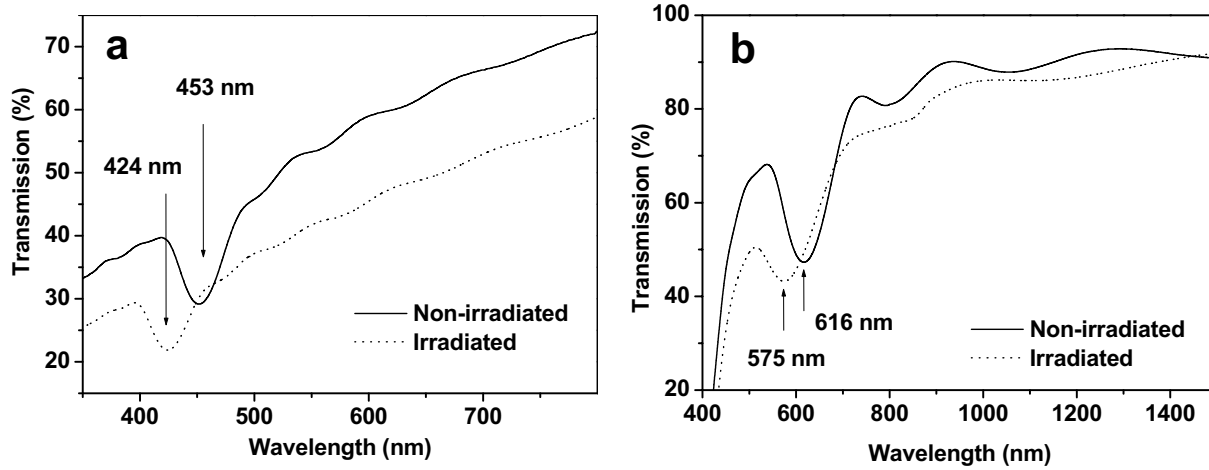 a
453 nm
424 nm
Transmission (%)
70
60
50
40
30
20
Non-irradiated
Irradiated
400 500 600 700
Wavelength (nm)
b
Transmission (%)
100
80
60
40
20
616 nm
575 nm
Non-irradiated
Irradiated
400 600 800 1000 1200 1400
Wavelength (nm)